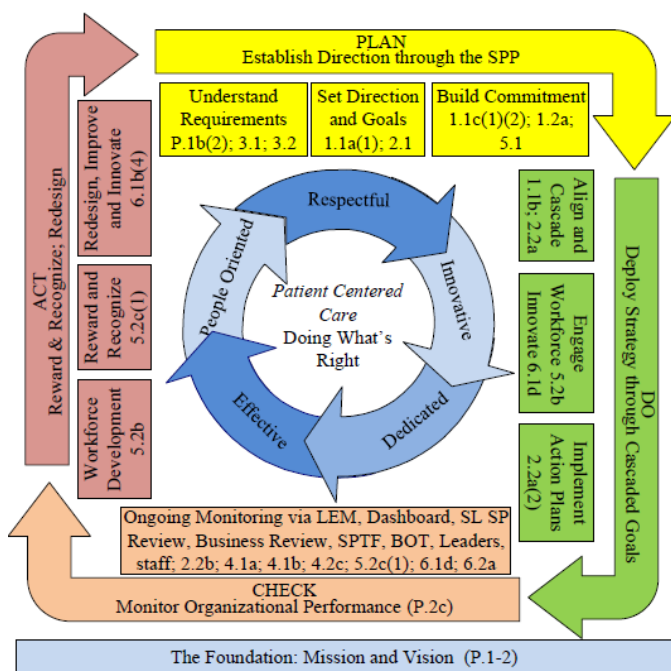 PLAN
Establish Direction through the SPP
Understand
Requirements
P.1b(2); 3.1; 3.2
Set Direction
and Goals
1.1a(1); 2.1
Build Commitment
1.1c(1)(2); 1.2a;
5.1
Align and
Cascade
1.1b; 2.2a
Engage
Workforce 5.2b
Innovate 6.1d
Implement
Action Plans
2.2a(2)
DO
Deploy Strategy through Cascaded Goals
Ongoing Monitoring via LEM, Dashboard, SL SP
Review, Business Review, SPTF, BOT, Leaders,
staff; 2.2b; 4.1a; 4.1b; 4.2c; 5.2c(1); 6.1d; 6.2a
CHECK
Monitor Organizational Performance (P.2c)
Workforce
Development
5.2b
Reward and
Recognize
5.2c(1)
Redesign, Improve
and Innovate
6.1b(4)
ACT
Reward & Recognize; Redesign
Respectful
Innovative
Dedicated
Effective
People Oriented
Patient Centered
Care
Doing What's
Right
The Foundation: Mission and Vision (P.1-2)